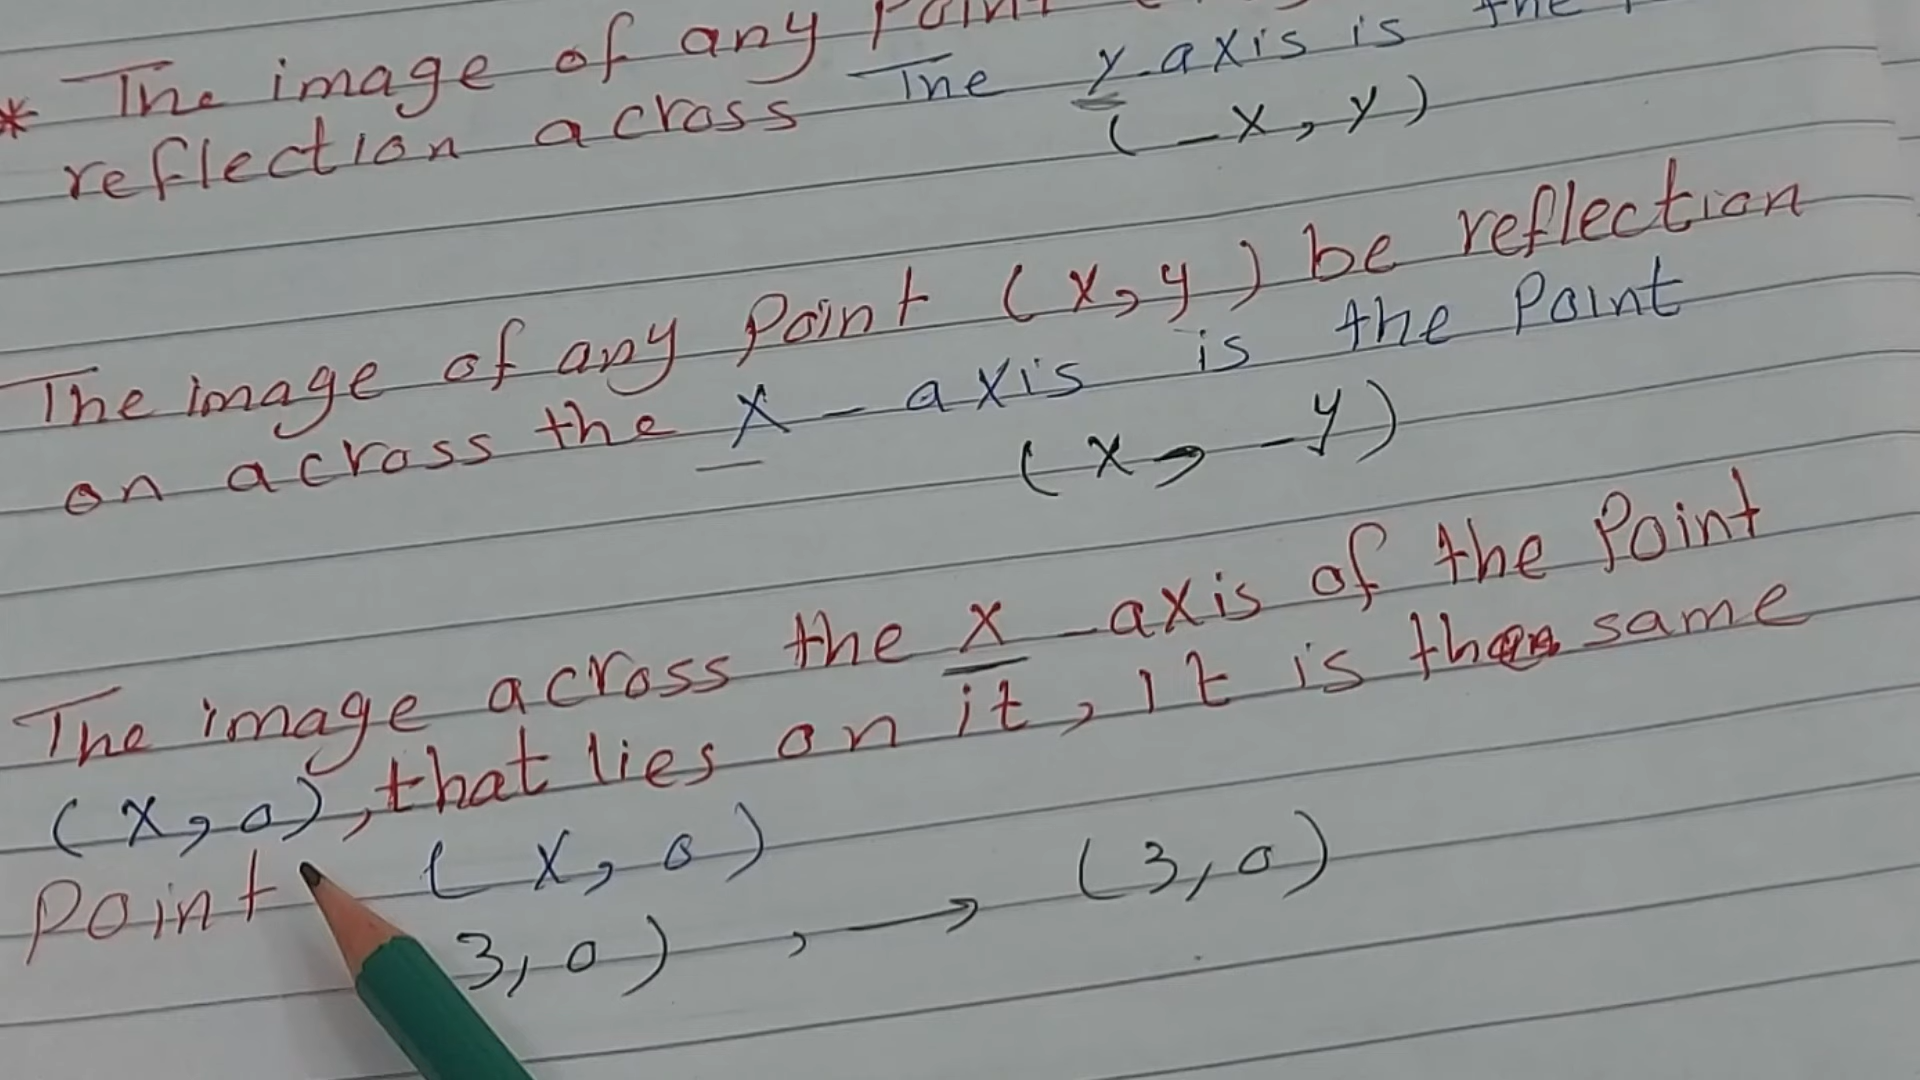 * The image of any Point
reflection across The y-axis is the
(-x, y)
The image of any Point (x, y) be reflection
on across the X - axis is the Point
(x, -y)
The image across the x - axis of the Point
(x, 0), that lies on it, It is the same
Point (x, 0)
3, 0) , → (3, 0)